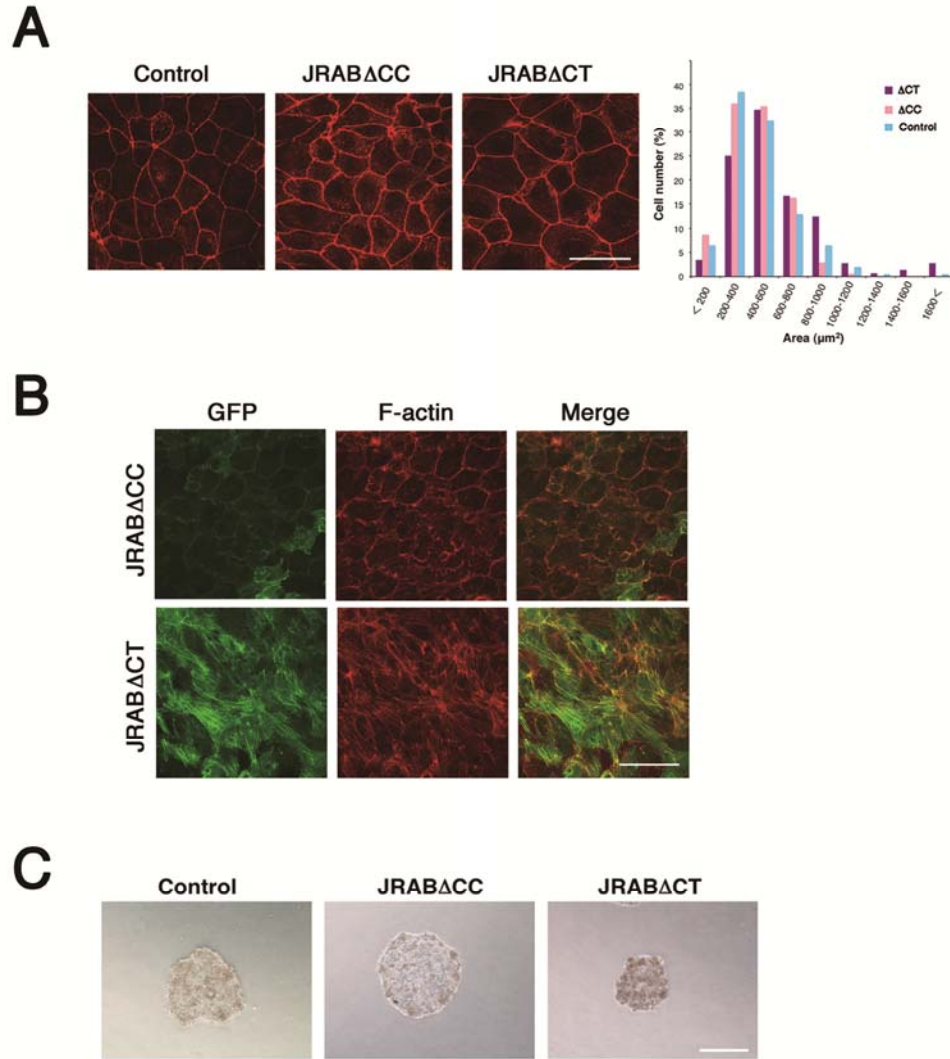 A
Control
JRABΔCC
JRABΔCT
Cell number (%)
40
35
30
25
20
15
10
5
0
ΔCT
ΔCC
Control
< 200
200-400
400-600
600-800
800-1000
1000-1200
1200-1400
1400-1600
1600 <
Area (μm²)
B
GFP
F-actin
Merge
JRABΔCC
JRABΔCT
C
Control
JRABΔCC
JRABΔCT